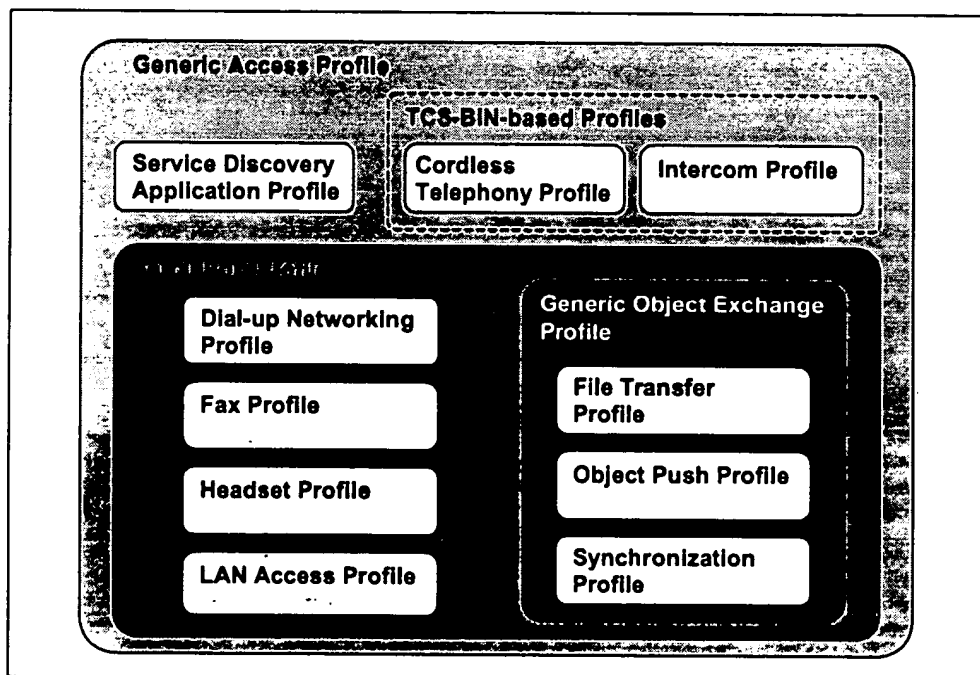 Generic Access Profile
TCS-BIN-based Profiles
Service Discovery
Application Profile
Cordless
Telephony Profile
Intercom Profile
Generic Object Exchange
Profile
Dial-up Networking
Profile
Fax Profile
Headset Profile
LAN Access Profile
File Transfer
Profile
Object Push Profile
Synchronization
Profile